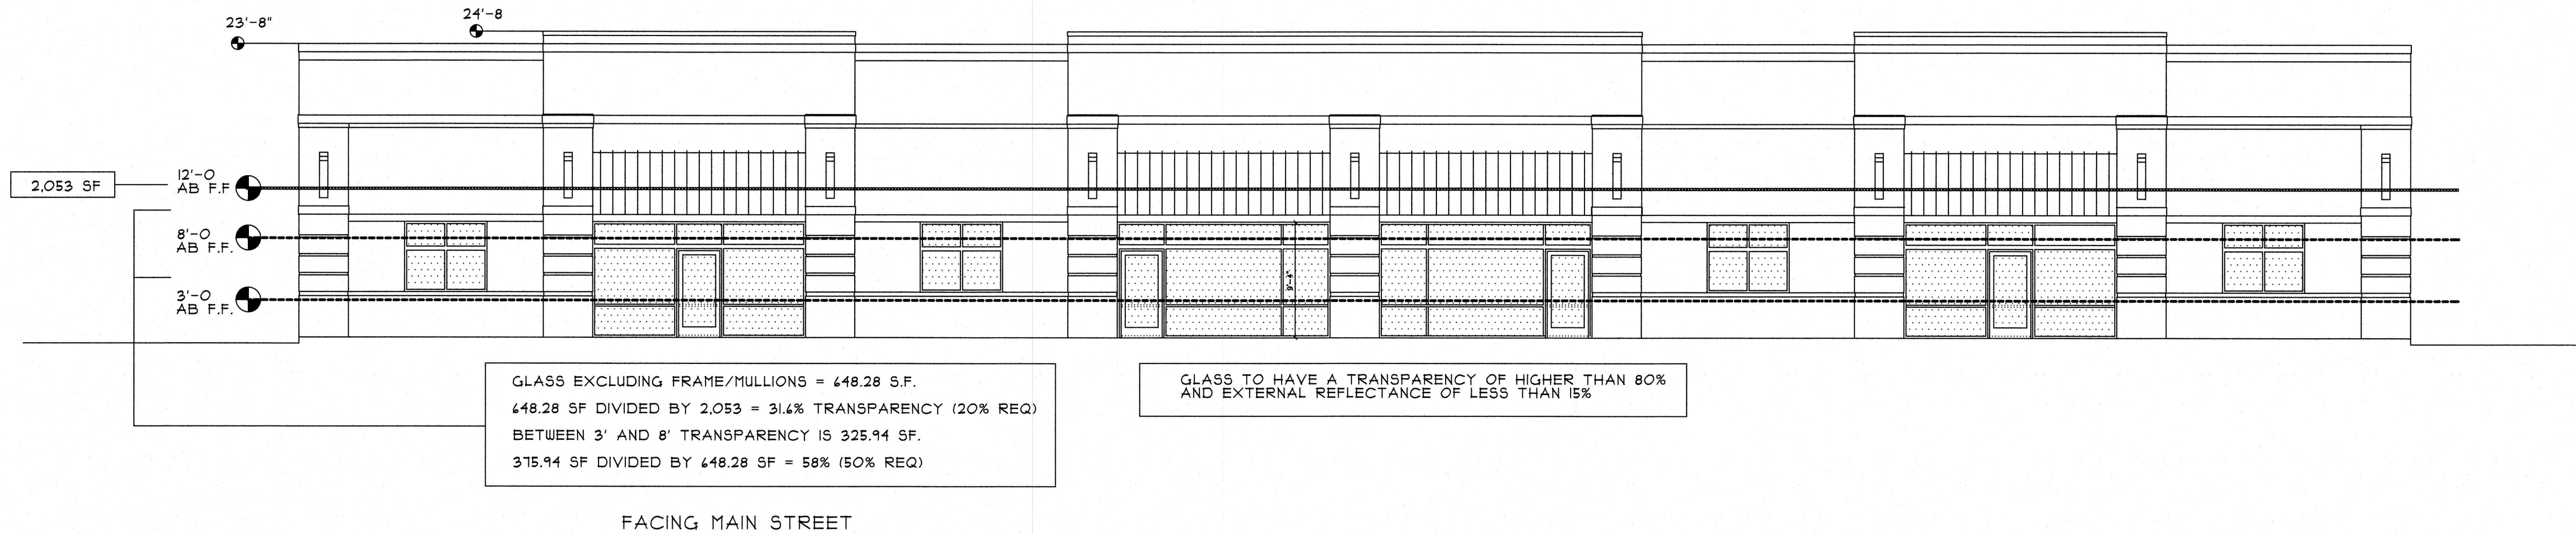 23'-8"
24'-8
2,053 SF
12'-0
AB F.F
8'-0
AB F.F.
3'-0
AB F.F.
9'-4"
GLASS EXCLUDING FRAME/MULLIONS = 648.28 S.F.
648.28 SF DIVIDED BY 2,053 = 31.6% TRANSPARENCY (20% REQ)
BETWEEN 3' AND 8' TRANSPARENCY IS 325.94 SF.
375.94 SF DIVIDED BY 648.28 SF = 58% (50% REQ)
GLASS TO HAVE A TRANSPARENCY OF HIGHER THAN 80%
AND EXTERNAL REFLECTANCE OF LESS THAN 15%
FACING MAIN STREET